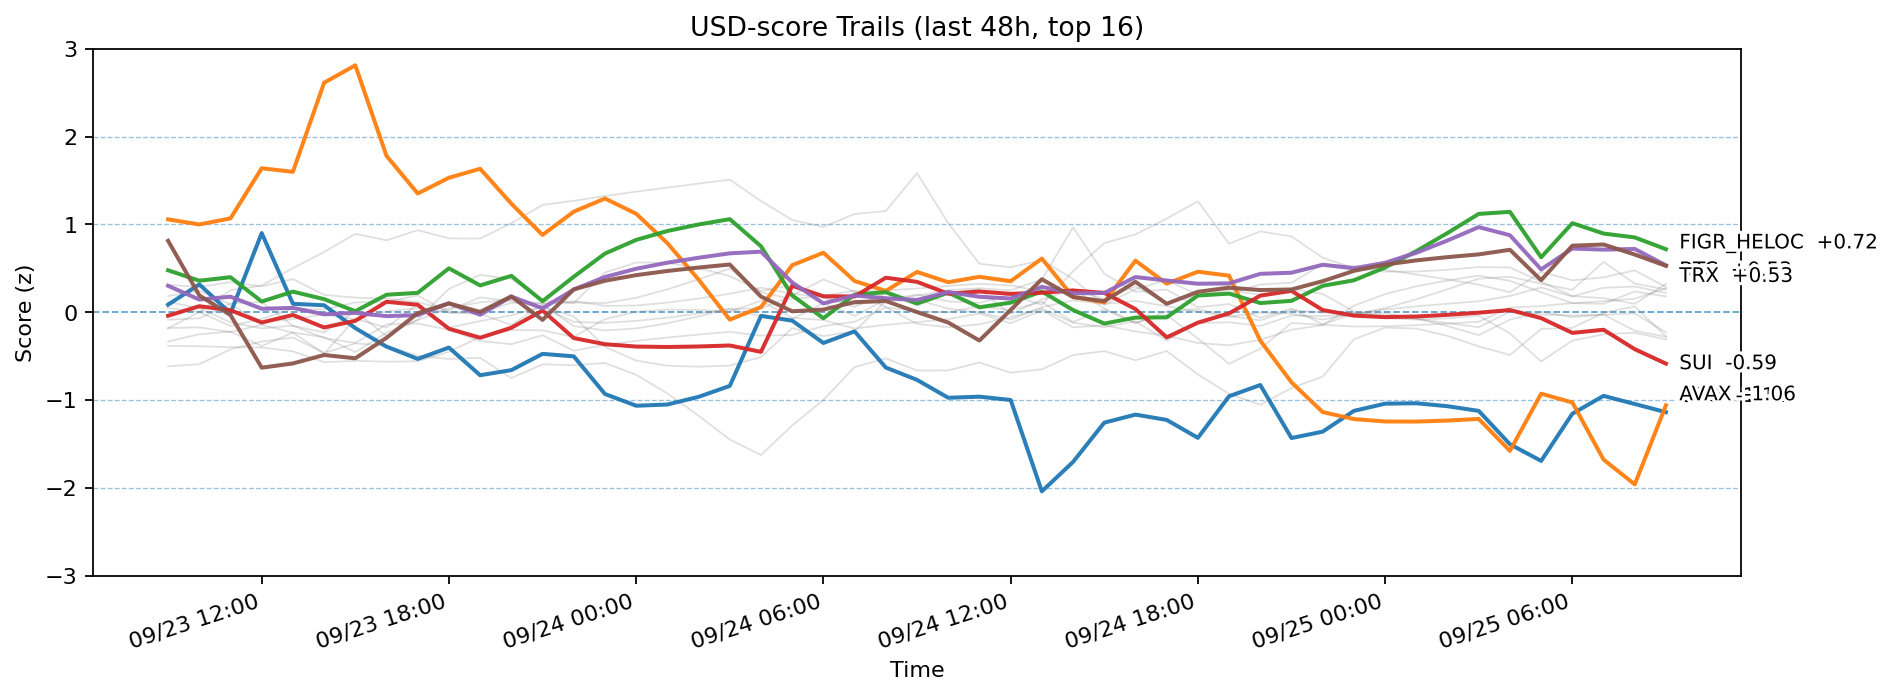 USD-score Trails (last 48h, top 16)
3
2
1
0
−1
−2
−3
Score (z)
FIGR_HELOC +0.72
TRX +0.53
SUI -0.59
AVAX -1.06
09/23 12:00
09/23 18:00
09/24 00:00
09/24 06:00
09/24 12:00
09/24 18:00
09/25 00:00
09/25 06:00
Time